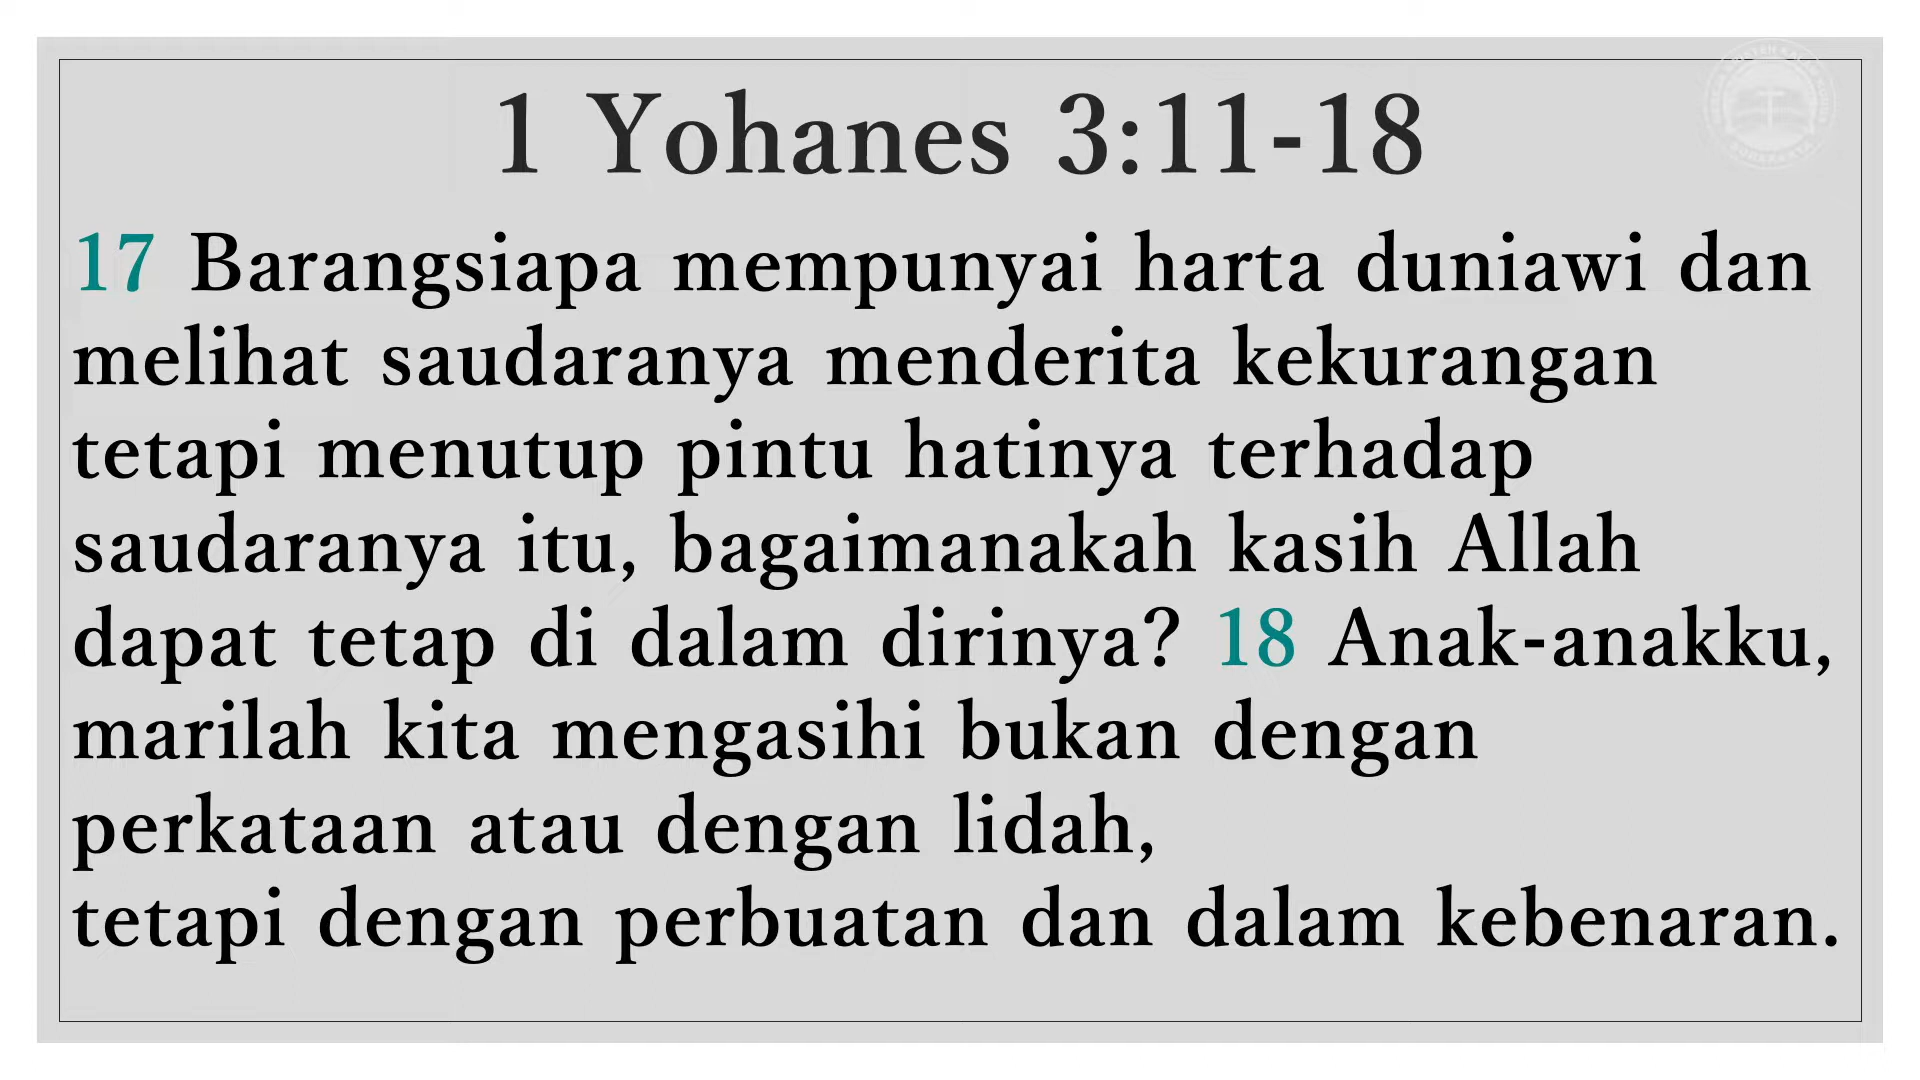 1 Yohanes 3:11-18
17 Barangsiapa mempunyai harta duniawi dan
melihat saudaranya menderita kekurangan
tetapi menutup pintu hatinya terhadap
saudaranya itu, bagaimanakah kasih Allah
dapat tetap di dalam dirinya? 18 Anak-anakku,
marilah kita mengasihi bukan dengan
perkataan atau dengan lidah,
tetapi dengan perbuatan dan dalam kebenaran.